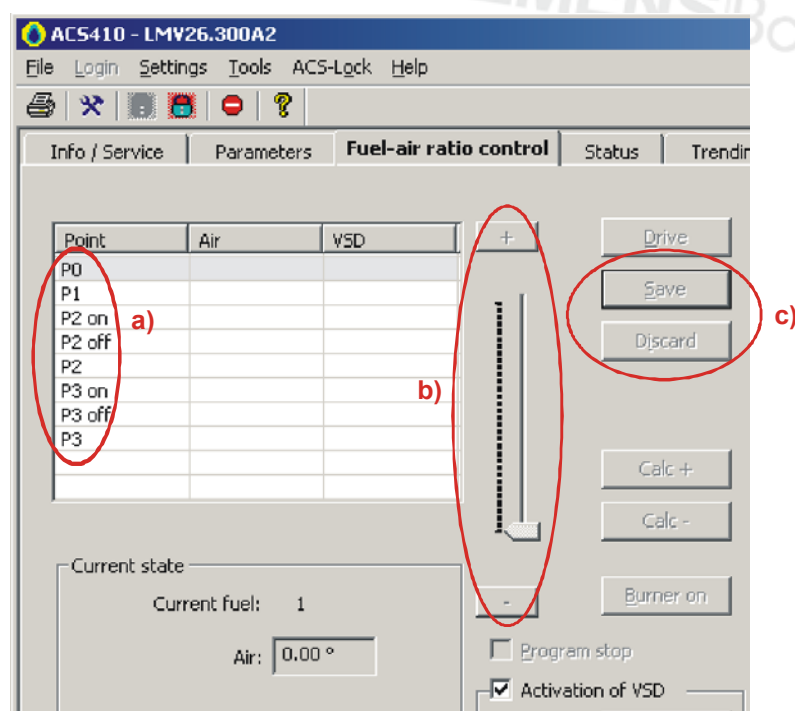 ACS410 - LMV26.300A2
File Login Settings Tools ACS-Lock Help
Info / Service Parameters Fuel-air ratio control Status
Point Air VSD
P0
P1
P2 on
P2 off
P2
P3 on
P3 off
P3
a)
b)
c)
+
-
Drive
Save
Discard
Calc +
Calc -
Burner on
Program stop
Activation of VSD
Current state
Current fuel: 1
Air: 0.00 °